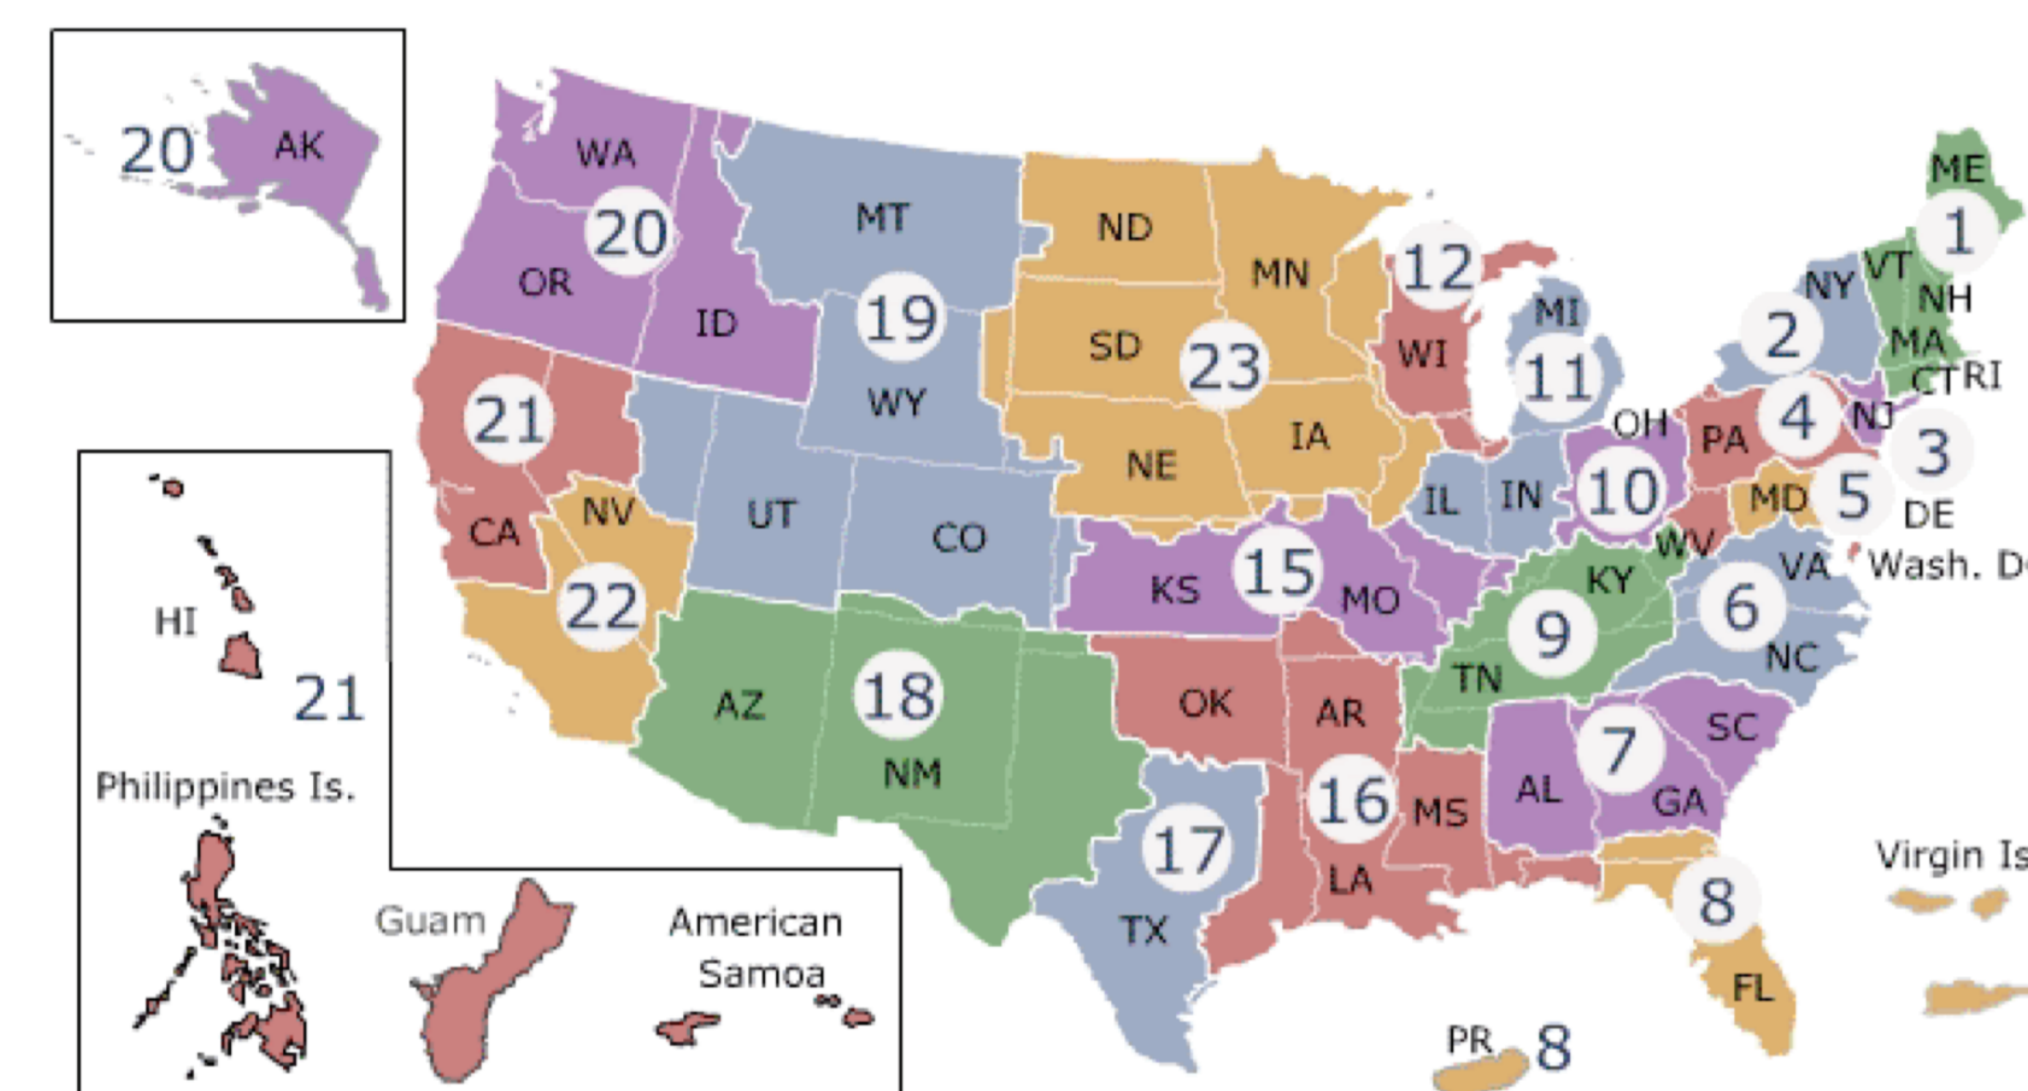 20
AK
WA
20
OR
ID
MT
19
WY
ND
MN
SD
23
NE
IA
12
WI
MI
11
ME
1
VT
NH
NY
2
MA
CT
RI
4
NJ
3
PA
OH
10
MD
5
DE
Wash. D
WV
VA
6
NC
IL
IN
KY
9
TN
21
CA
NV
22
UT
CO
KS
15
MO
AZ
18
NM
OK
AR
16
MS
LA
17
TX
AL
7
GA
SC
8
FL
PR
8
Virgin Is
HI
21
Philippines Is.
Guam
American
Samoa